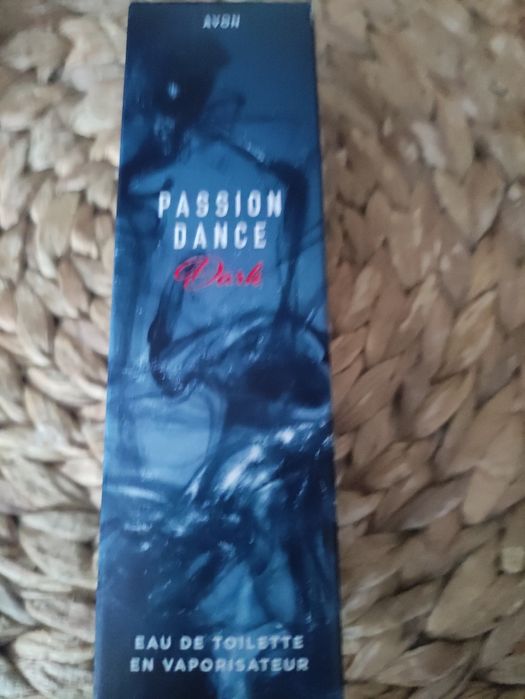 AVON
PASSION
DANCE
Dark
EAU DE TOILETTE
EN VAPORISATEUR